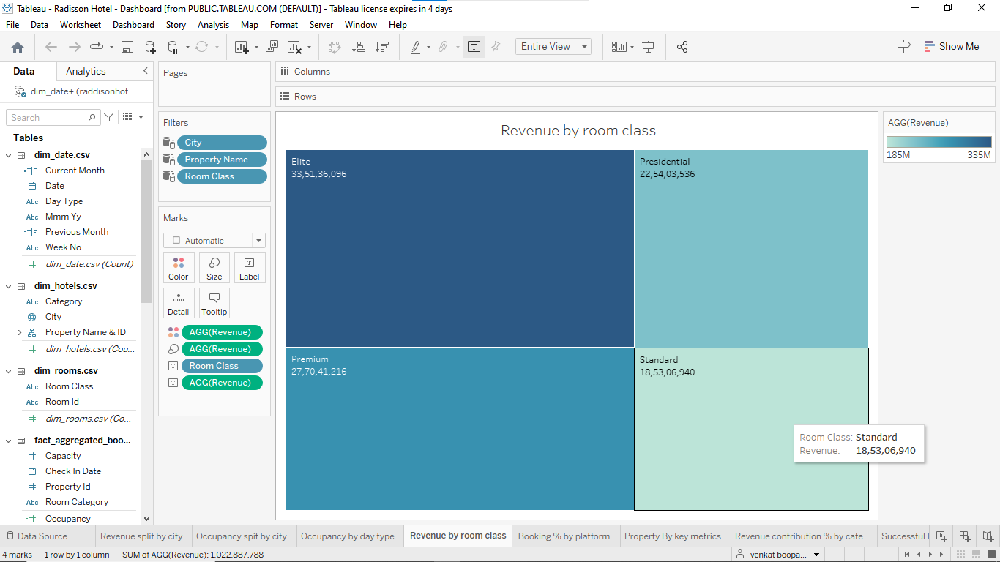 Tableau - Radisson Hotel - Dashboard [from PUBLIC.TABLEAU.COM (DEFAULT)] - Tableau license expires in 4 days
File Data Worksheet Dashboard Story Analysis Map Format Server Window Help
Entire View
Show Me
Data Analytics
dim_date+ (raddisonhot...
Search
Tables
dim_date.csv
=T|F Current Month
Date
Abc Day Type
Abc Mmm Yy
=T|F Previous Month
Abc Week No
# dim_date.csv (Count)
dim_hotels.csv
Abc Category
City
Property Name & ID
# dim_hotels.csv (Cou...
dim_rooms.csv
Abc Room Class
Abc Room Id
# dim_rooms.csv (Co...
fact_aggregated_boo...
# Capacity
Check In Date
# Property Id
Abc Room Category
=# Occupancy
Pages
Filters
City
Property Name
Room Class
Marks
Automatic
Color Size Label
Detail Tooltip
AGG(Revenue)
AGG(Revenue)
Room Class
AGG(Revenue)
Columns
Rows
Revenue by room class
Elite
33,51,36,096
Presidential
22,54,03,536
Premium
27,70,41,216
Standard
18,53,06,940
Room Class: Standard
Revenue: 18,53,06,940
AGG(Revenue)
185M 335M
Data Source Revenue split by city Occupancy spit by city Occupancy by day type Revenue by room class Booking % by platform Property By key metrics Revenue contribution % by cate... Successful
4 marks 1 row by 1 column SUM of AGG(Revenue): 1,022,887,788 venkat boopa...